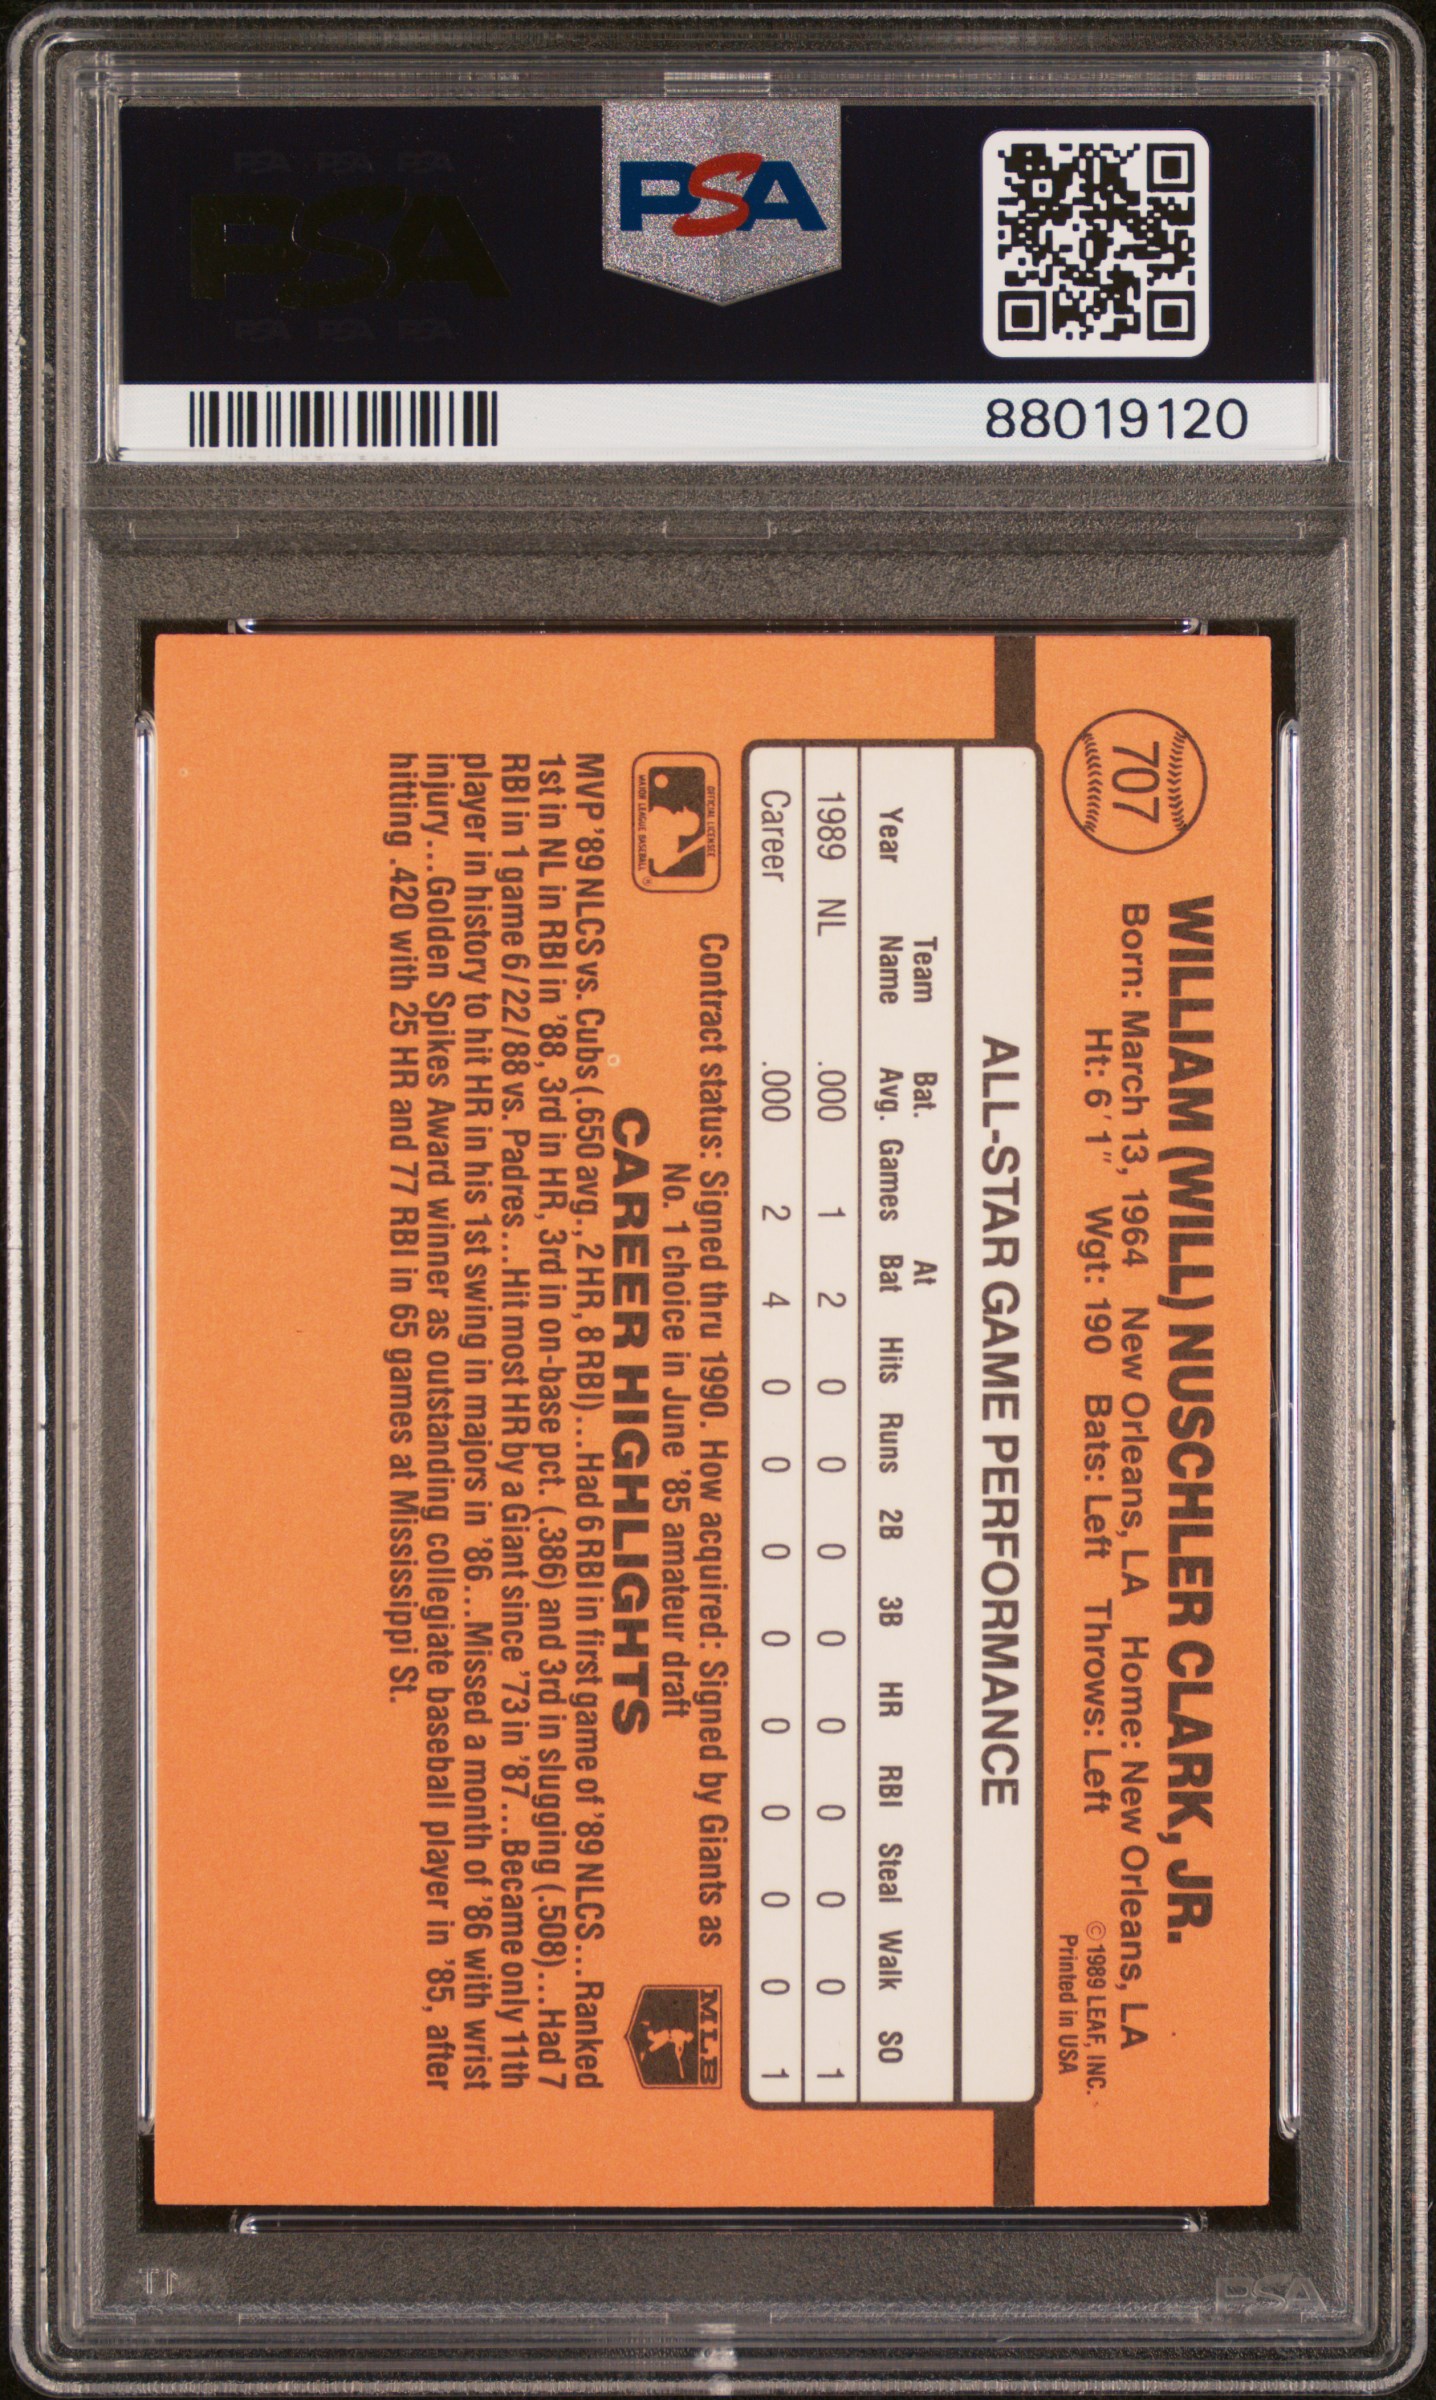 PSA PSA PSA
PSA
PSA PSA PSA
PSA
88019120
707
WILLIAM (WILL) NUSCHLER CLARK, JR.
Born: March 13, 1964 New Orleans, LA Home: New Orleans, LA
Ht: 6′ 1″ Wgt: 190 Bats: Left Throws: Left
© 1989 LEAF, INC.
Printed in USA
ALL-STAR GAME PERFORMANCE
Year Team Name Bat. Avg. Games At Bat Hits Runs 2B 3B HR RBI Steal Walk SO
1989 NL .000 1 2 0 0 0 0 0 0 0 0 1
Career .000 2 4 0 0 0 0 0 0 0 0 1
OFFICIAL LICENSEE
MAJOR LEAGUE BASEBALL ®
Contract status: Signed thru 1990. How acquired: Signed by Giants as
No. 1 choice in June '85 amateur draft
MLB
CAREER HIGHLIGHTS
MVP '89 NLCS vs. Cubs (.650 avg., 2 HR, 8 RBI)...Had 6 RBI in first game of '89 NLCS...Ranked
1st in NL in RBI in '88, 3rd in HR, 3rd in on-base pct. (.386) and 3rd in slugging (.508)...Had 7
RBI in 1 game 6/22/88 vs. Padres...Hit most HR by a Giant since '73 in '87...Became only 11th
player in history to hit HR in his 1st swing in majors in '86...Missed a month of '86 with wrist
injury...Golden Spikes Award winner as outstanding collegiate baseball player in '85, after
hitting .420 with 25 HR and 77 RBI in 65 games at Mississippi St.
PSA